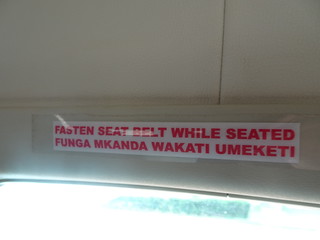 FASTEN SEAT BELT WHILE SEATED
FUNGA MKANDA WAKATI UMEKETI